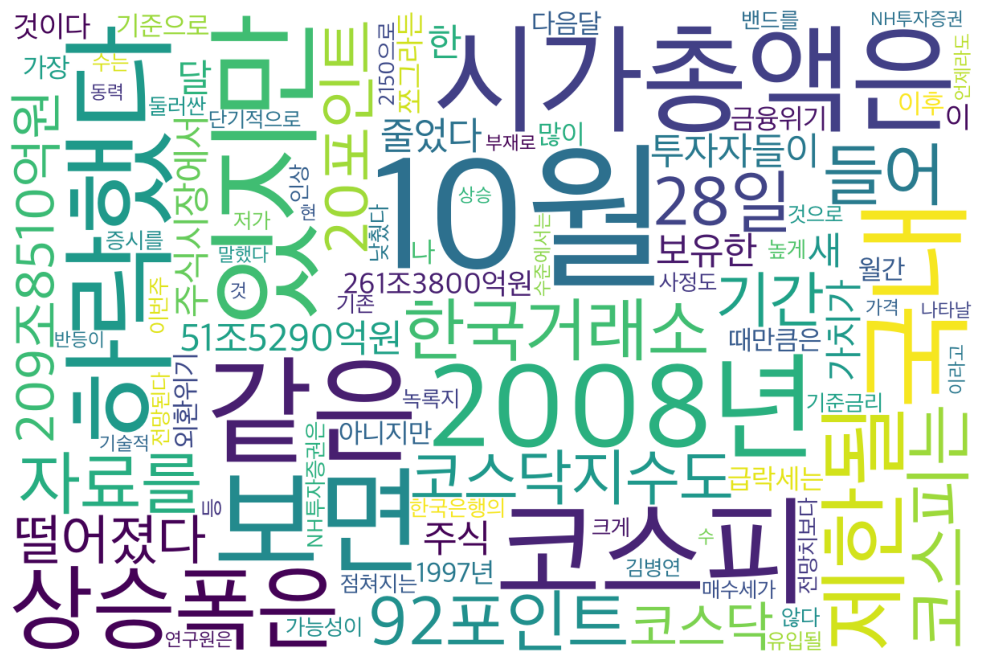 것이다
기준으로
다음달
밴드를
NH투자증권
가장
수는
동력
둘러싼
달
단기적으로
있지만
20포인트
2150으로
쪼그라든
한
시가총액은
이후
언제라도
이
금융위기
줄었다
많이
부재로
투자자들이
들어
하락했다
209조8510억원
증시를
주식시장에서
인상
현
저가
말했다
것
낮췄다
10월
상승
28일
것으로
보유한
높게
새
국내
월간
나
261조3800억원
기존
수준에서는
사정도
기간
가치가
가격
나타날
이번주
반등이
51조5290억원
한국거래소
때만큼은
이라고
외환위기
전망된다
기술적
같은
녹록지
아니지만
2008년
기준금리
제한될
코스피는
자료를
등
보면
NH투자증권은
코스닥지수도
급락세는
한국은행의
떨어졌다
주식
크게
코스피
수
전망치보다
상승폭은
점쳐지는
1997년
김병연
매수세가
연구원은
가능성이
92포인트
코스닥
않다
유입될